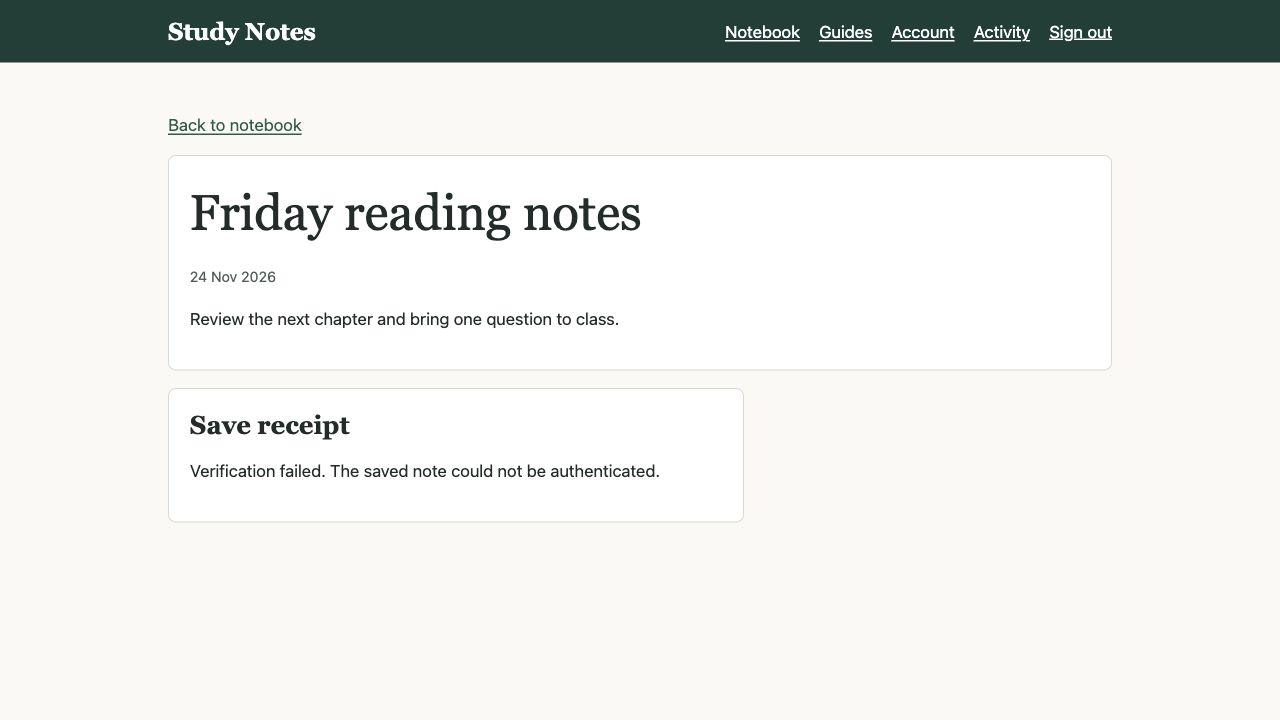 Study Notes
Notebook Guides Account Activity Sign out
Back to notebook
Friday reading notes
24 Nov 2026
Review the next chapter and bring one question to class.
Save receipt
Verification failed. The saved note could not be authenticated.